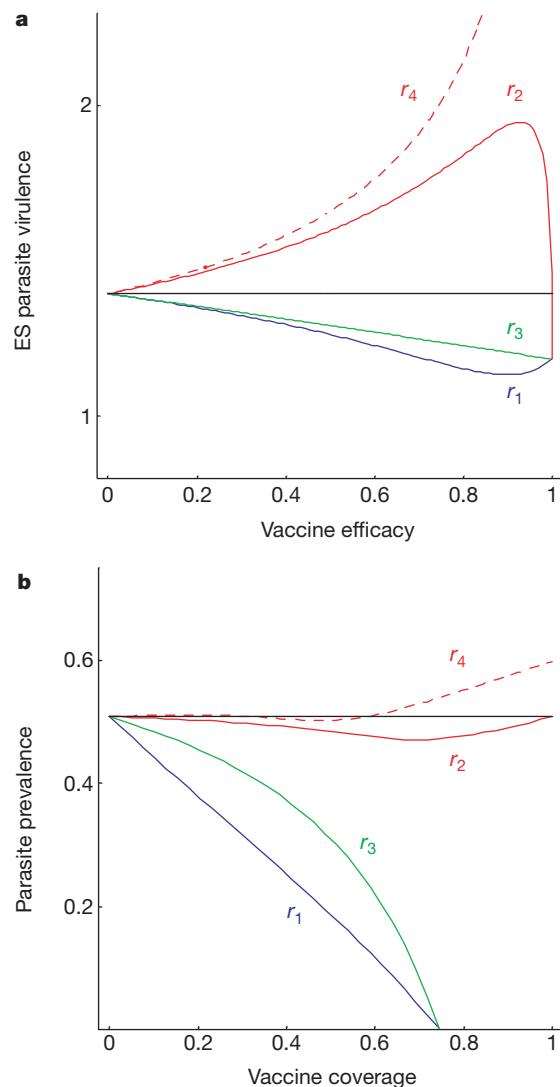 a
2
1
ES parasite virulence
r4
r2
r3
r1
0
0.2
0.4
0.6
0.8
1
Vaccine efficacy
b
0.6
0.4
0.2
Parasite prevalence
r4
r2
r3
r1
0
0.2
0.4
0.6
0.8
1
Vaccine coverage